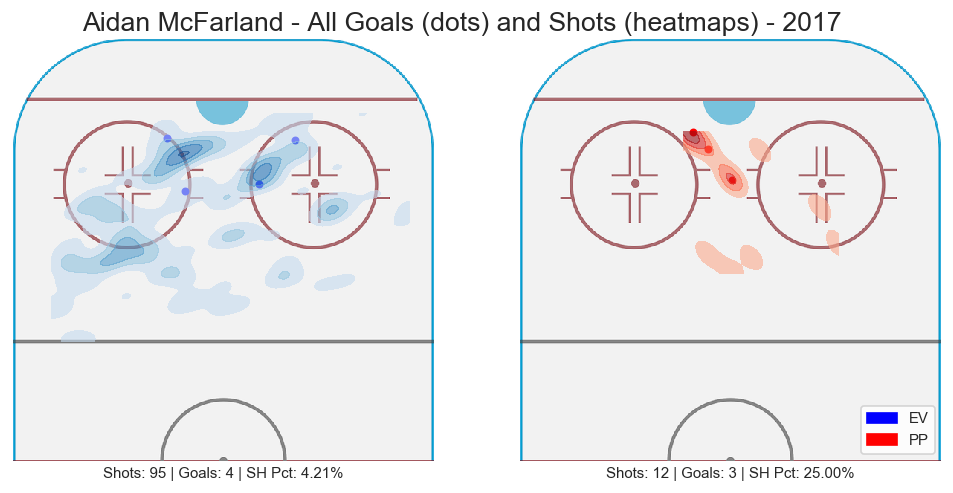 Aidan McFarland - All Goals (dots) and Shots (heatmaps) - 2017
EV
PP
Shots: 95 | Goals: 4 | SH Pct: 4.21%
Shots: 12 | Goals: 3 | SH Pct: 25.00%